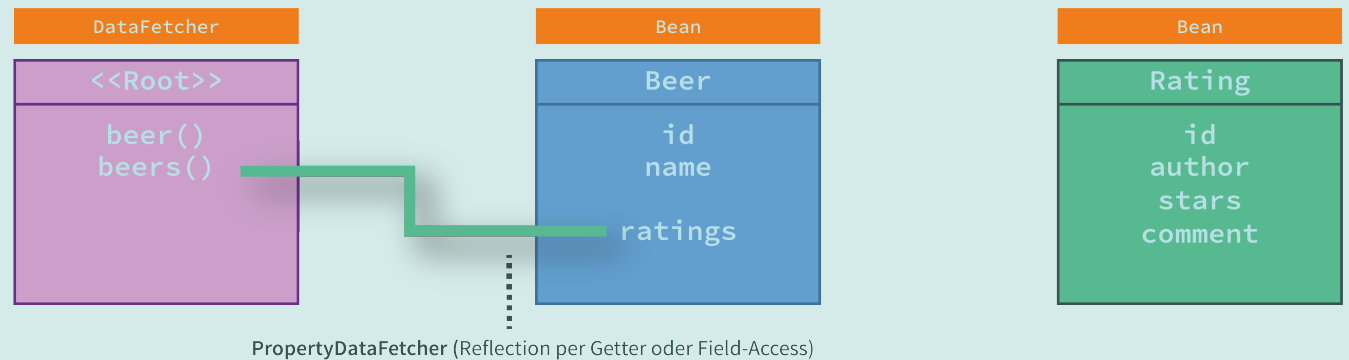 DataFetcher
<<Root>>
beer()
beers()
Bean
Beer
id
name
ratings
Bean
Rating
id
author
stars
comment
PropertyDataFetcher (Reflection per Getter oder Field-Access)